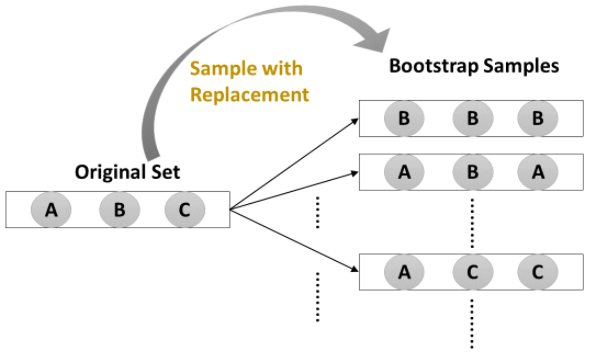 Sample with
Replacement
Bootstrap Samples
Original Set
A B C
B B B
A B A
A C C